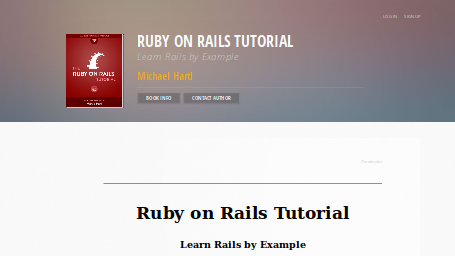 LOG IN SIGN UP
RUBY ON RAILS TUTORIAL
Learn Rails by Example
Michael Hartl
BOOK INFO CONTACT AUTHOR
THE
RUBY ON RAILS
TUTORIAL
Ruby on Rails Tutorial
Learn Rails by Example